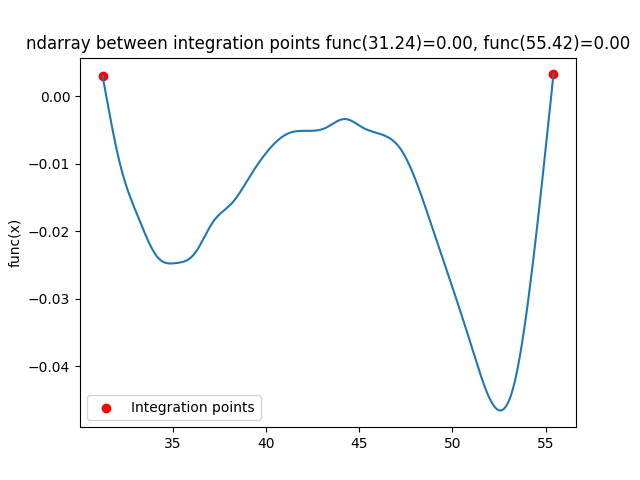 ndarray between integration points func(31.24)=0.00, func(55.42)=0.00
0.00
−0.01
−0.02
−0.03
−0.04
func(x)
Integration points
35 40 45 50 55